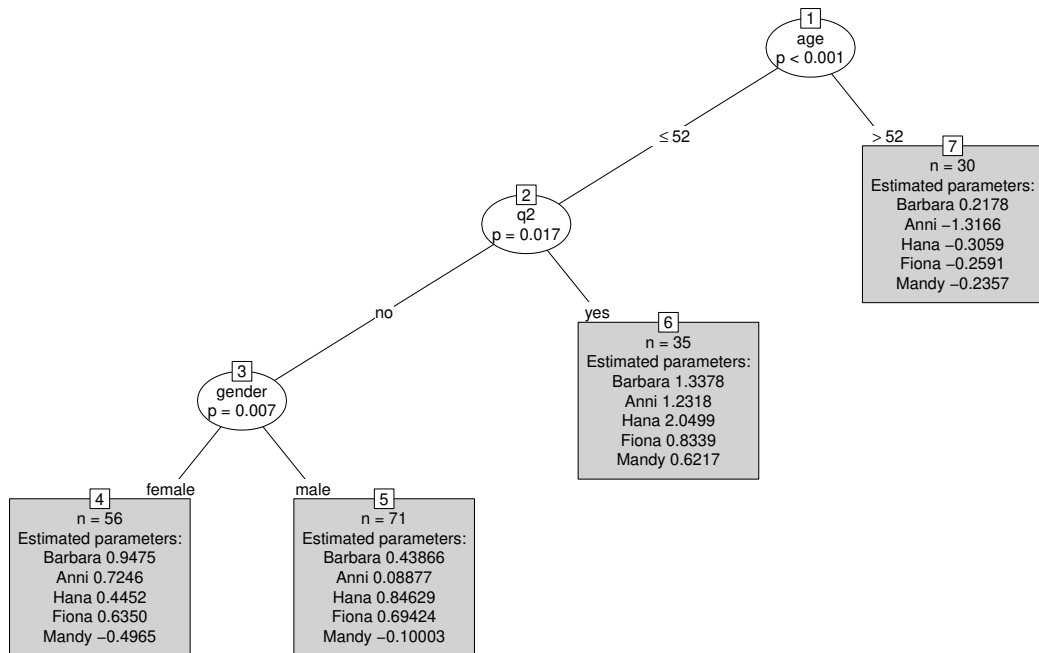 1
age
p < 0.001
≤ 52
> 52
2
q2
p = 0.017
no
yes
3
gender
p = 0.007
female
male
4
n = 56
Estimated parameters:
Barbara 0.9475
Anni 0.7246
Hana 0.4452
Fiona 0.6350
Mandy −0.4965
5
n = 71
Estimated parameters:
Barbara 0.43866
Anni 0.08877
Hana 0.84629
Fiona 0.69424
Mandy −0.10003
6
n = 35
Estimated parameters:
Barbara 1.3378
Anni 1.2318
Hana 2.0499
Fiona 0.8339
Mandy 0.6217
7
n = 30
Estimated parameters:
Barbara 0.2178
Anni −1.3166
Hana −0.3059
Fiona −0.2591
Mandy −0.2357